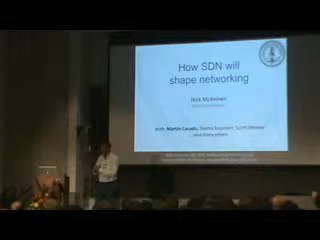 How SDN will
shape networking
Nick McKeown
With: Martin Casado, Teemu Koponen, Scott Shenker
… and many others